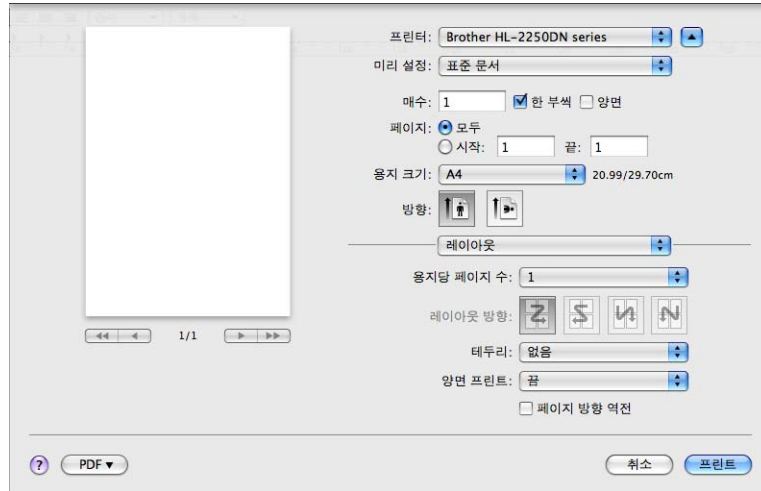 프린터: Brother HL-2250DN series
미리 설정: 표준 문서
매수: 1 한 부씩 양면
페이지: 모두
시작: 1 끝: 1
용지 크기: A4 20.99/29.70cm
방향:
레이아웃
용지당 페이지 수: 1
레이아웃 방향:
테두리: 없음
양면 프린트: 끔
페이지 방향 역전
1/1
? PDF ▼ 취소 프린트